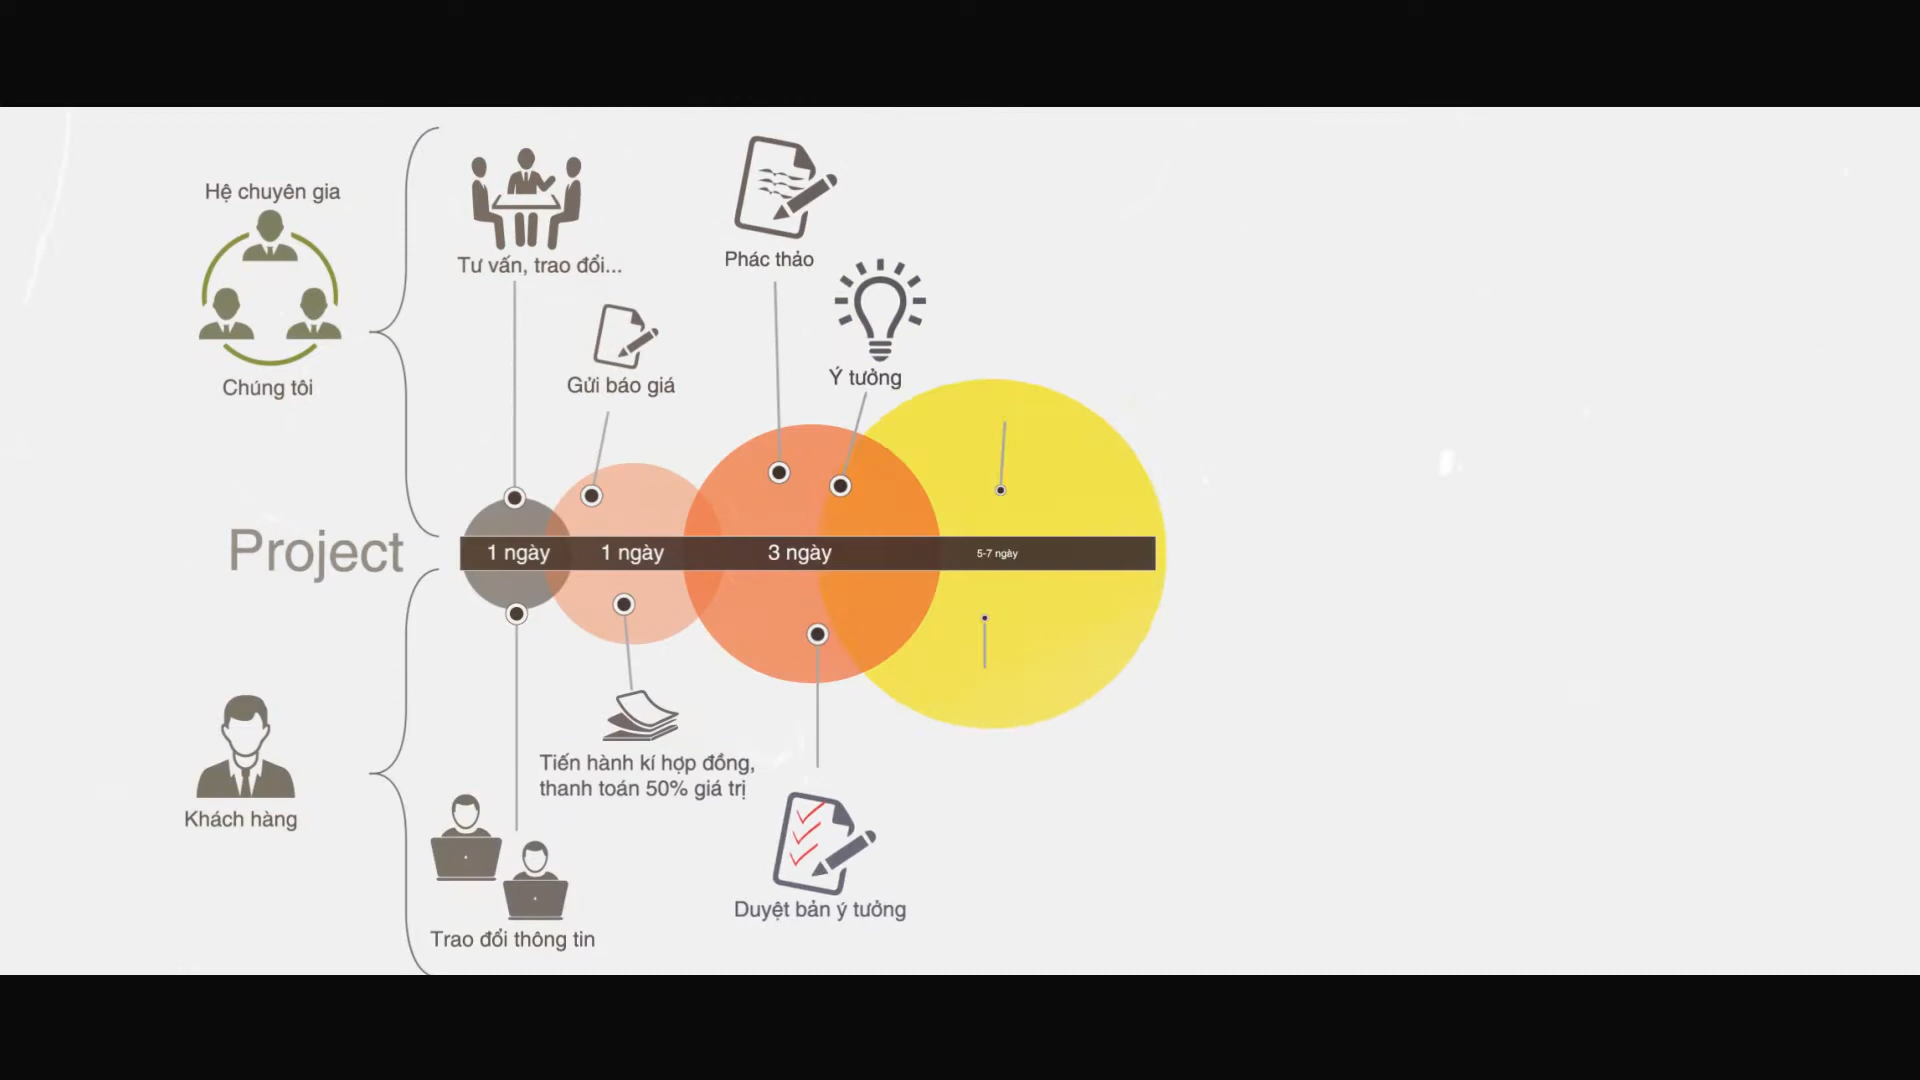 Hệ chuyên gia
Chúng tôi
Tư vấn, trao đổi...
Gửi báo giá
Phác thảo
Ý tưởng
Project
1 ngày
1 ngày
3 ngày
5-7 ngày
Khách hàng
Trao đổi thông tin
Tiến hành kí hợp đồng,
thanh toán 50% giá trị
Duyệt bản ý tưởng